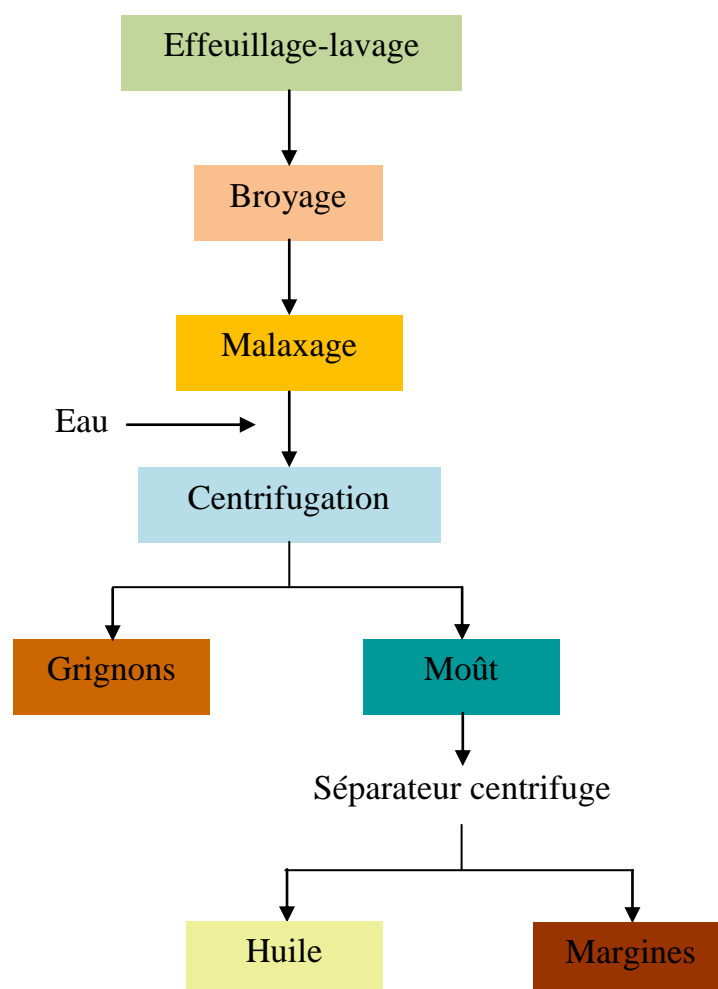 Effeuillage-lavage
Broyage
Malaxage
Eau
Centrifugation
Grignons
Moût
Séparateur centrifuge
Huile
Margines